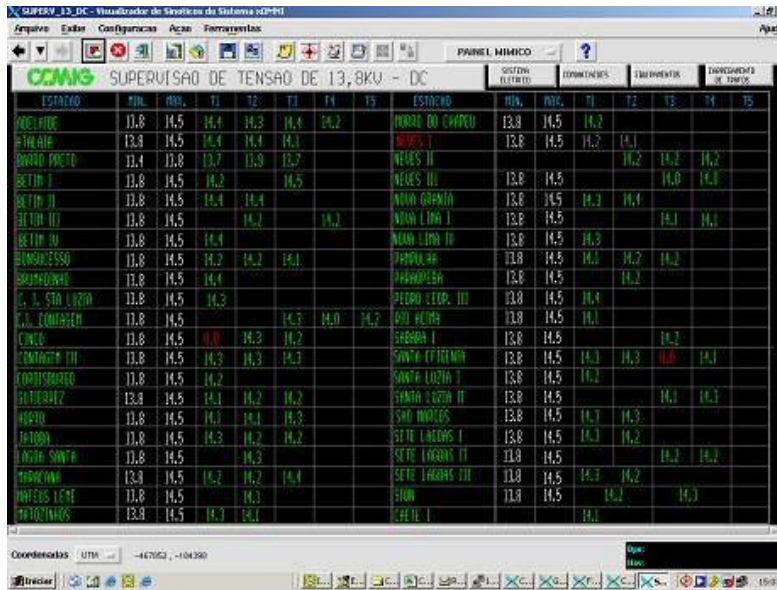 SUPERV_13_DC - Visualizador de Sinoticos do Sistema xOMNI
Arquivo Exibe Configuracao Acao Ferramentas
PAINEL MIMICO
CEMIG SUPERVISAO DE TENSAO DE 13,8KV - DC
SISTEMA ELETRICO
EQUIPAMENTOS
CARREGAMENTO DE TRAFOS
ESTACAO MIN. MAX. T1 T2 T3 T4 T5 ESTACAO MIN. MAX. T1 T2 T3 T4 T5
ADELAIDE 13.8 14.5 14.4 14.3 14.4 14.2 MORRO DO CHAPEU 13.8 14.5 14.2
ATALAIA 13.8 14.5 14.4 14.4 14.1 NEVES I 13.8 14.5 14.2 14.1
BARRO PRETO 13.4 13.8 13.7 13.9 13.7 NEVES II 14.2 14.2 14.2
BETIM I 13.8 14.5 14.2 14.5 NEVES III 13.8 14.5 14.0 14.0
BETIM II 13.8 14.5 14.4 14.4 NOVA GRANJA 13.8 14.5 14.3 14.4
BETIM III 13.8 14.5 14.2 14.2 NOVA LIMA I 13.8 14.5 14.1 14.1
BETIM IV 13.8 14.5 14.4 NOVA LIMA IV 13.8 14.5 14.3
BONSUCESSO 13.8 14.5 14.2 14.2 14.1 PAMPULHA 13.8 14.5 14.1 14.2 14.2
BRUMADINHO 13.8 14.5 14.4 PARAOPEBA 13.8 14.5 14.2
C. I. STA LUZIA 13.8 14.5 14.3 PEDRO LEOP. III 13.8 14.5 14.4
C.I. CONTAGEM 13.8 14.5 14.3 14.0 14.2 RIO ACIMA 13.8 14.5 14.1
CINCO 13.8 14.5 0.0 14.3 14.2 SABARA I 13.8 14.5 14.2
CONTAGEM III 13.8 14.5 14.3 14.3 14.3 SANTA EFIGENIA 13.8 14.5 14.3 14.3 0.0 14.1
CORDISBURGO 13.8 14.5 14.2 SANTA LUZIA I 13.8 14.5 14.2
GUTIERREZ 13.8 14.5 14.1 14.2 14.2 SANTA LUZIA II 13.8 14.5 14.1 14.3
HORTO 13.8 14.5 14.1 14.1 14.3 SAO MARCOS 13.8 14.5 14.3 14.3
JATOBA 13.8 14.5 14.3 14.2 14.2 SETE LAGOAS I 13.8 14.5 14.3 14.2
LAGOA SANTA 13.8 14.5 14.3 SETE LAGOAS II 13.8 14.5 14.2 14.2
MARACANA 13.8 14.5 14.2 14.2 14.4 SETE LAGOAS III 13.8 14.5 14.3 14.2
MATEUS LEME 13.8 14.5 14.3 SION 13.8 14.5 14.2 14.3
MATOZINHOS 13.8 14.5 14.3 14.1 CAETE I 14.1
Coordenadas UTM -467052 , -104390
Ope:
Niv:
Iniciar